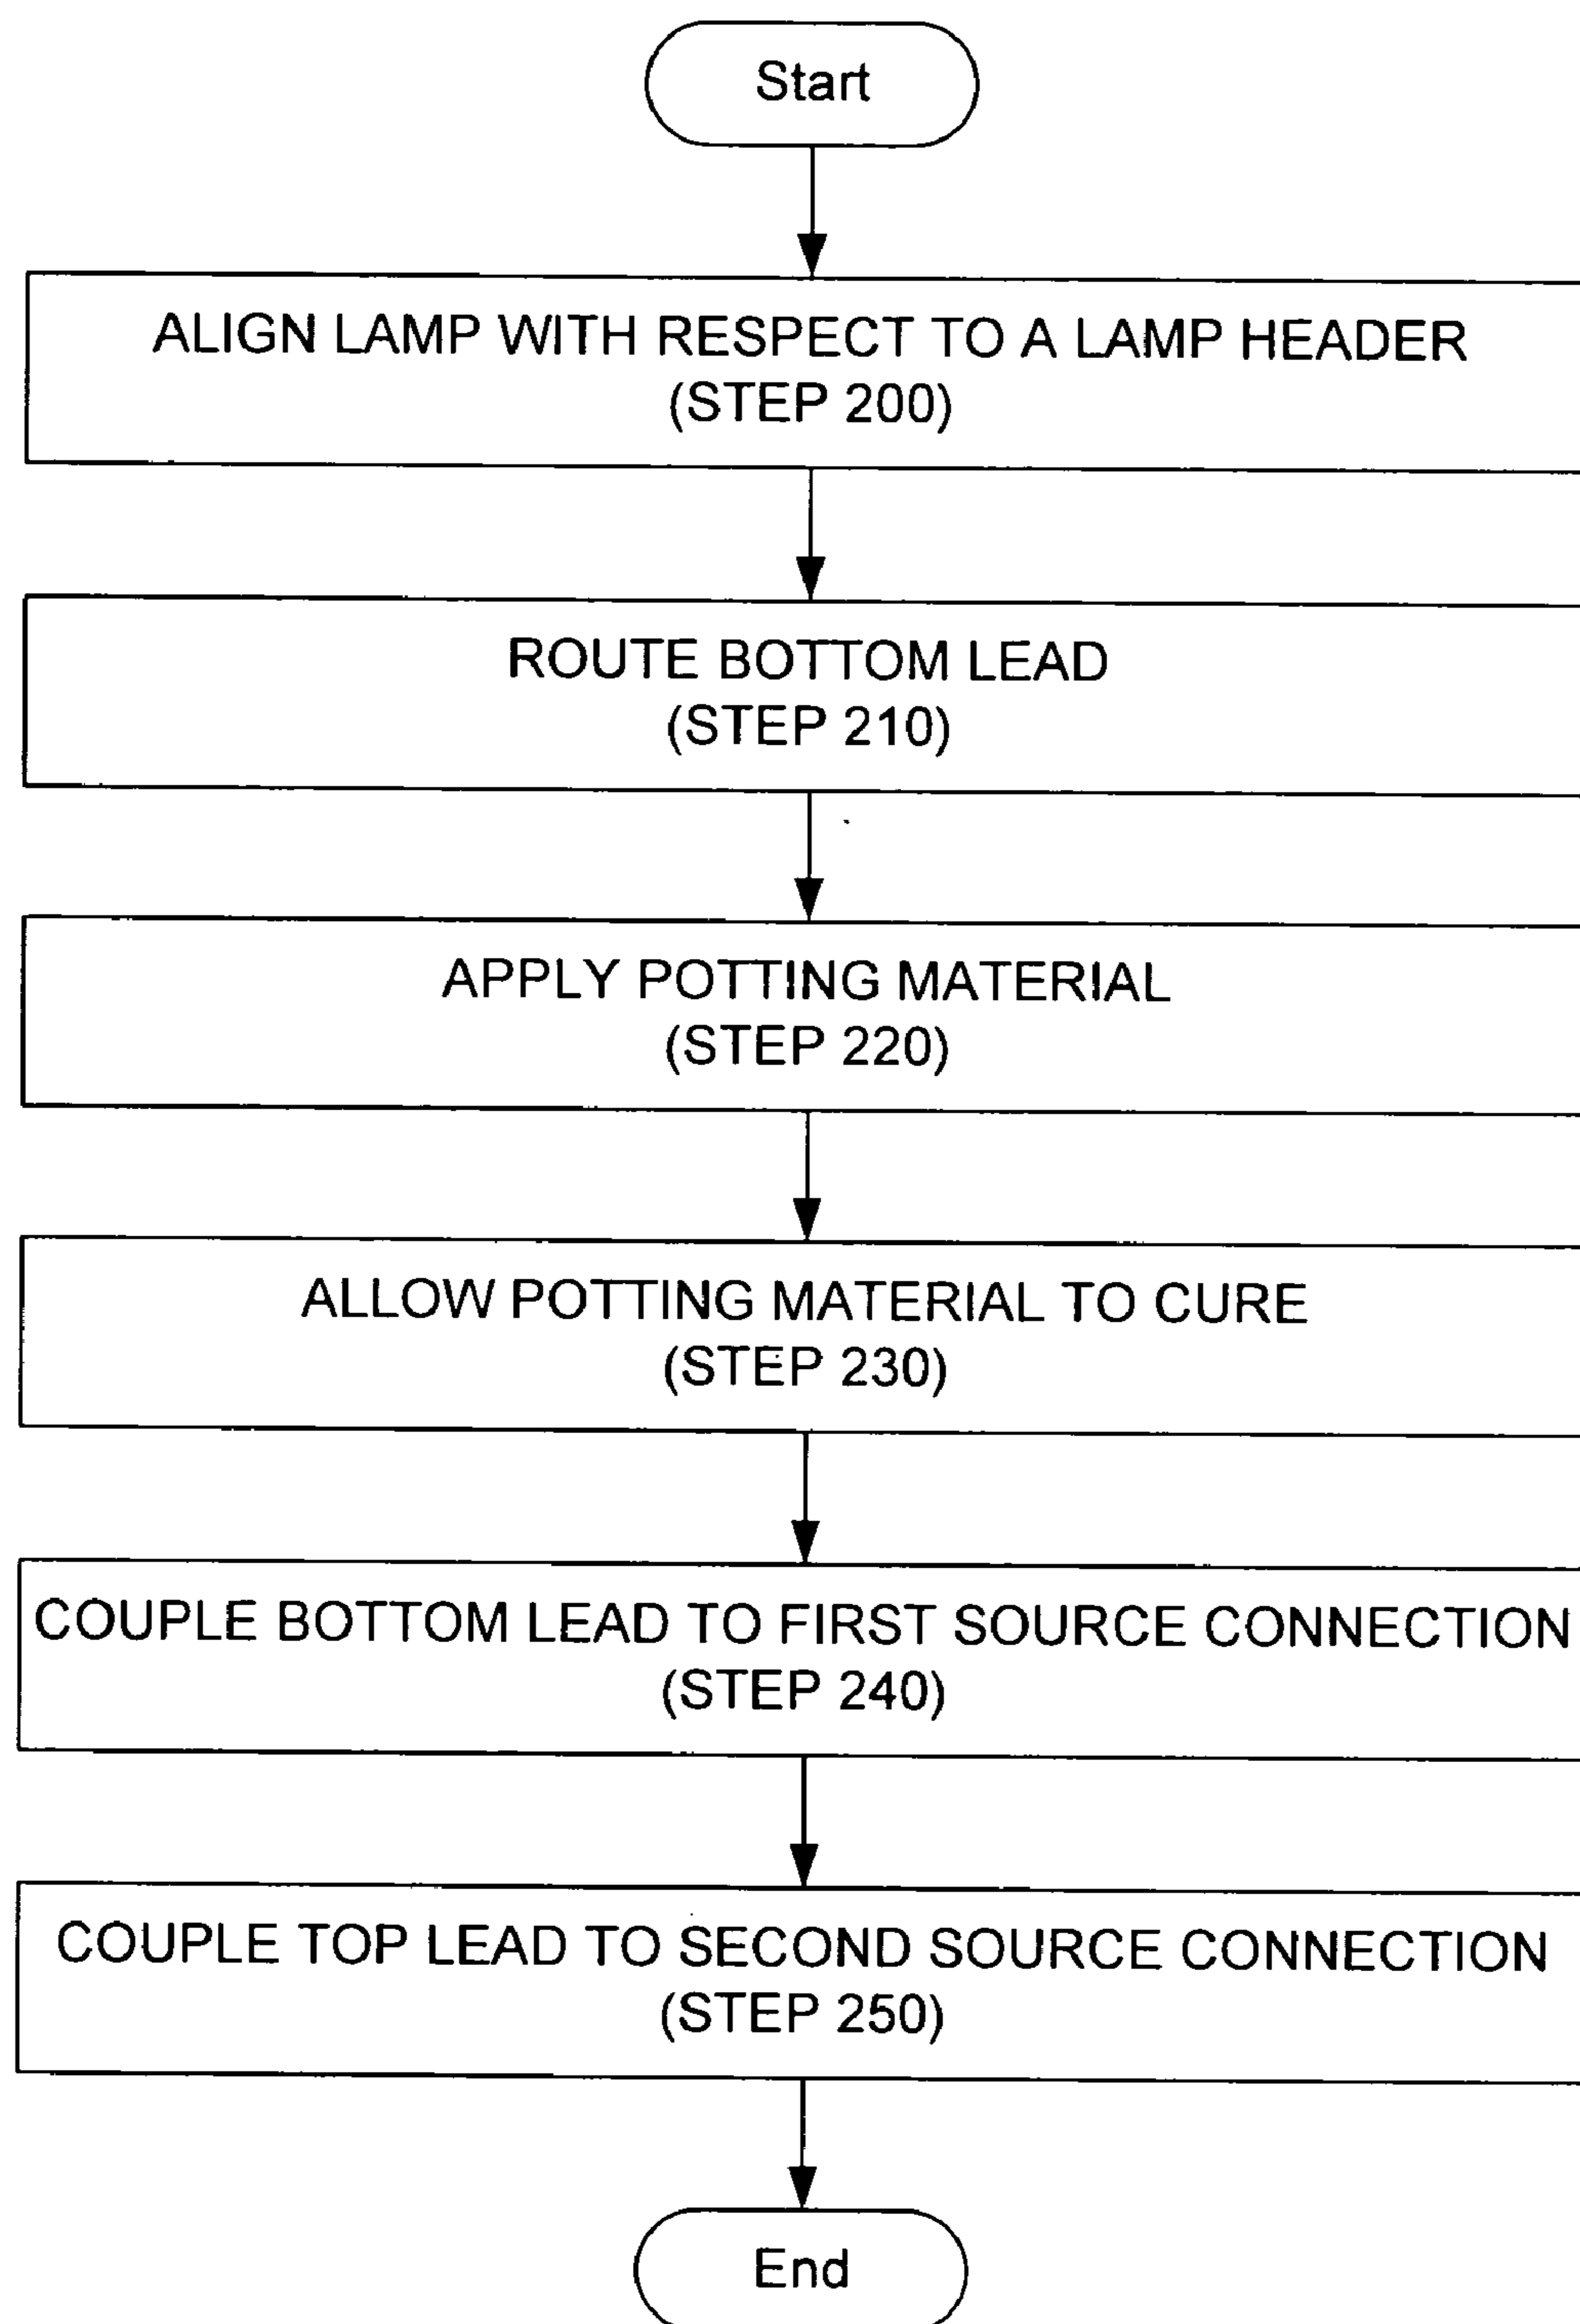 Start
ALIGN LAMP WITH RESPECT TO A LAMP HEADER
(STEP 200)
ROUTE BOTTOM LEAD
(STEP 210)
APPLY POTTING MATERIAL
(STEP 220)
ALLOW POTTING MATERIAL TO CURE
(STEP 230)
COUPLE BOTTOM LEAD TO FIRST SOURCE CONNECTION
(STEP 240)
COUPLE TOP LEAD TO SECOND SOURCE CONNECTION
(STEP 250)
End